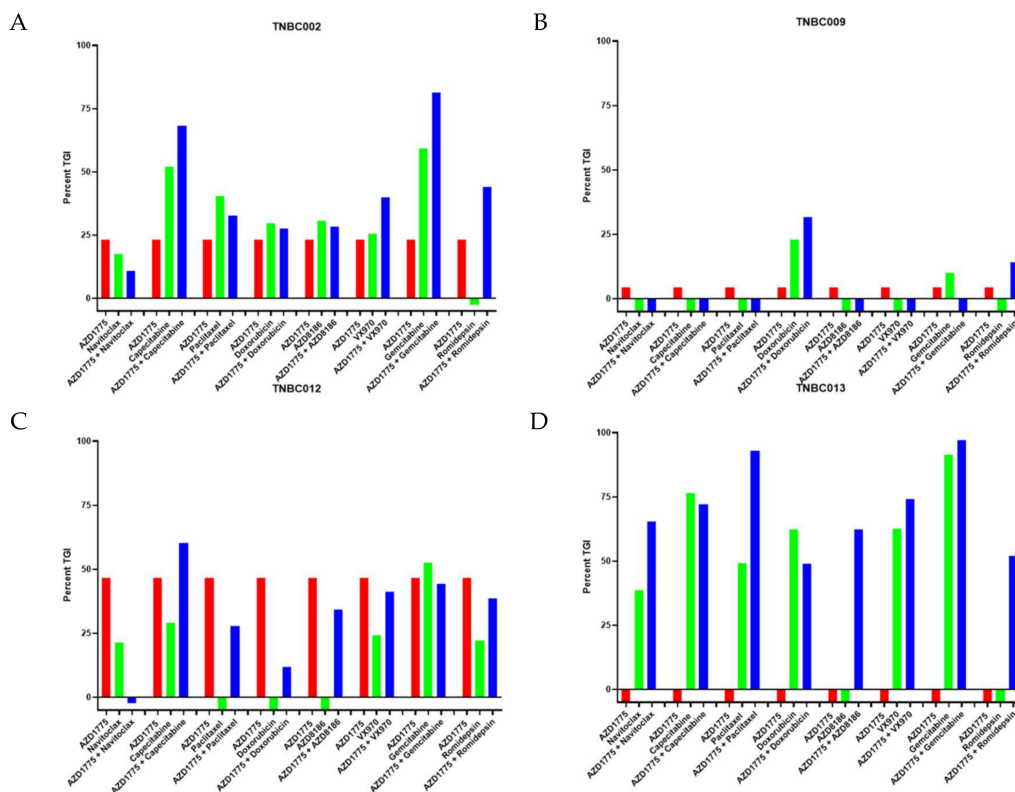 A
TNBC002
Percent TGI
100
75
50
25
0
AZD1775
Navitoclax
AZD1775 + Navitoclax
AZD1775
Capecitabine
AZD1775 + Capecitabine
AZD1775
Paclitaxel
AZD1775 + Paclitaxel
AZD1775
Doxorubicin
AZD1775 + Doxorubicin
AZD1775
AZD8186
AZD1775 + AZD8186
AZD1775
VX970
AZD1775 + VX970
AZD1775
Gemcitabine
AZD1775 + Gemcitabine
AZD1775
Romidepsin
AZD1775 + Romidepsin
B
TNBC009
Percent TGI
100
75
50
25
0
AZD1775
Navitoclax
AZD1775 + Navitoclax
AZD1775
Capecitabine
AZD1775 + Capecitabine
AZD1775
Paclitaxel
AZD1775 + Paclitaxel
AZD1775
Doxorubicin
AZD1775 + Doxorubicin
AZD1775
AZD8186
AZD1775 + AZD8186
AZD1775
VX970
AZD1775 + VX970
AZD1775
Gemcitabine
AZD1775 + Gemcitabine
AZD1775
Romidepsin
AZD1775 + Romidepsin
C
TNBC012
Percent TGI
100
75
50
25
0
AZD1775
Navitoclax
AZD1775 + Navitoclax
AZD1775
Capecitabine
AZD1775 + Capecitabine
AZD1775
Paclitaxel
AZD1775 + Paclitaxel
AZD1775
Doxorubicin
AZD1775 + Doxorubicin
AZD1775
AZD8186
AZD1775 + AZD8186
AZD1775
VX970
AZD1775 + VX970
AZD1775
Gemcitabine
AZD1775 + Gemcitabine
AZD1775
Romidepsin
AZD1775 + Romidepsin
D
TNBC013
Percent TGI
100
75
50
25
0
AZD1775
Navitoclax
AZD1775 + Navitoclax
AZD1775
Capecitabine
AZD1775 + Capecitabine
AZD1775
Paclitaxel
AZD1775 + Paclitaxel
AZD1775
Doxorubicin
AZD1775 + Doxorubicin
AZD1775
AZD8186
AZD1775 + AZD8186
AZD1775
VX970
AZD1775 + VX970
AZD1775
Gemcitabine
AZD1775 + Gemcitabine
AZD1775
Romidepsin
AZD1775 + Romidepsin